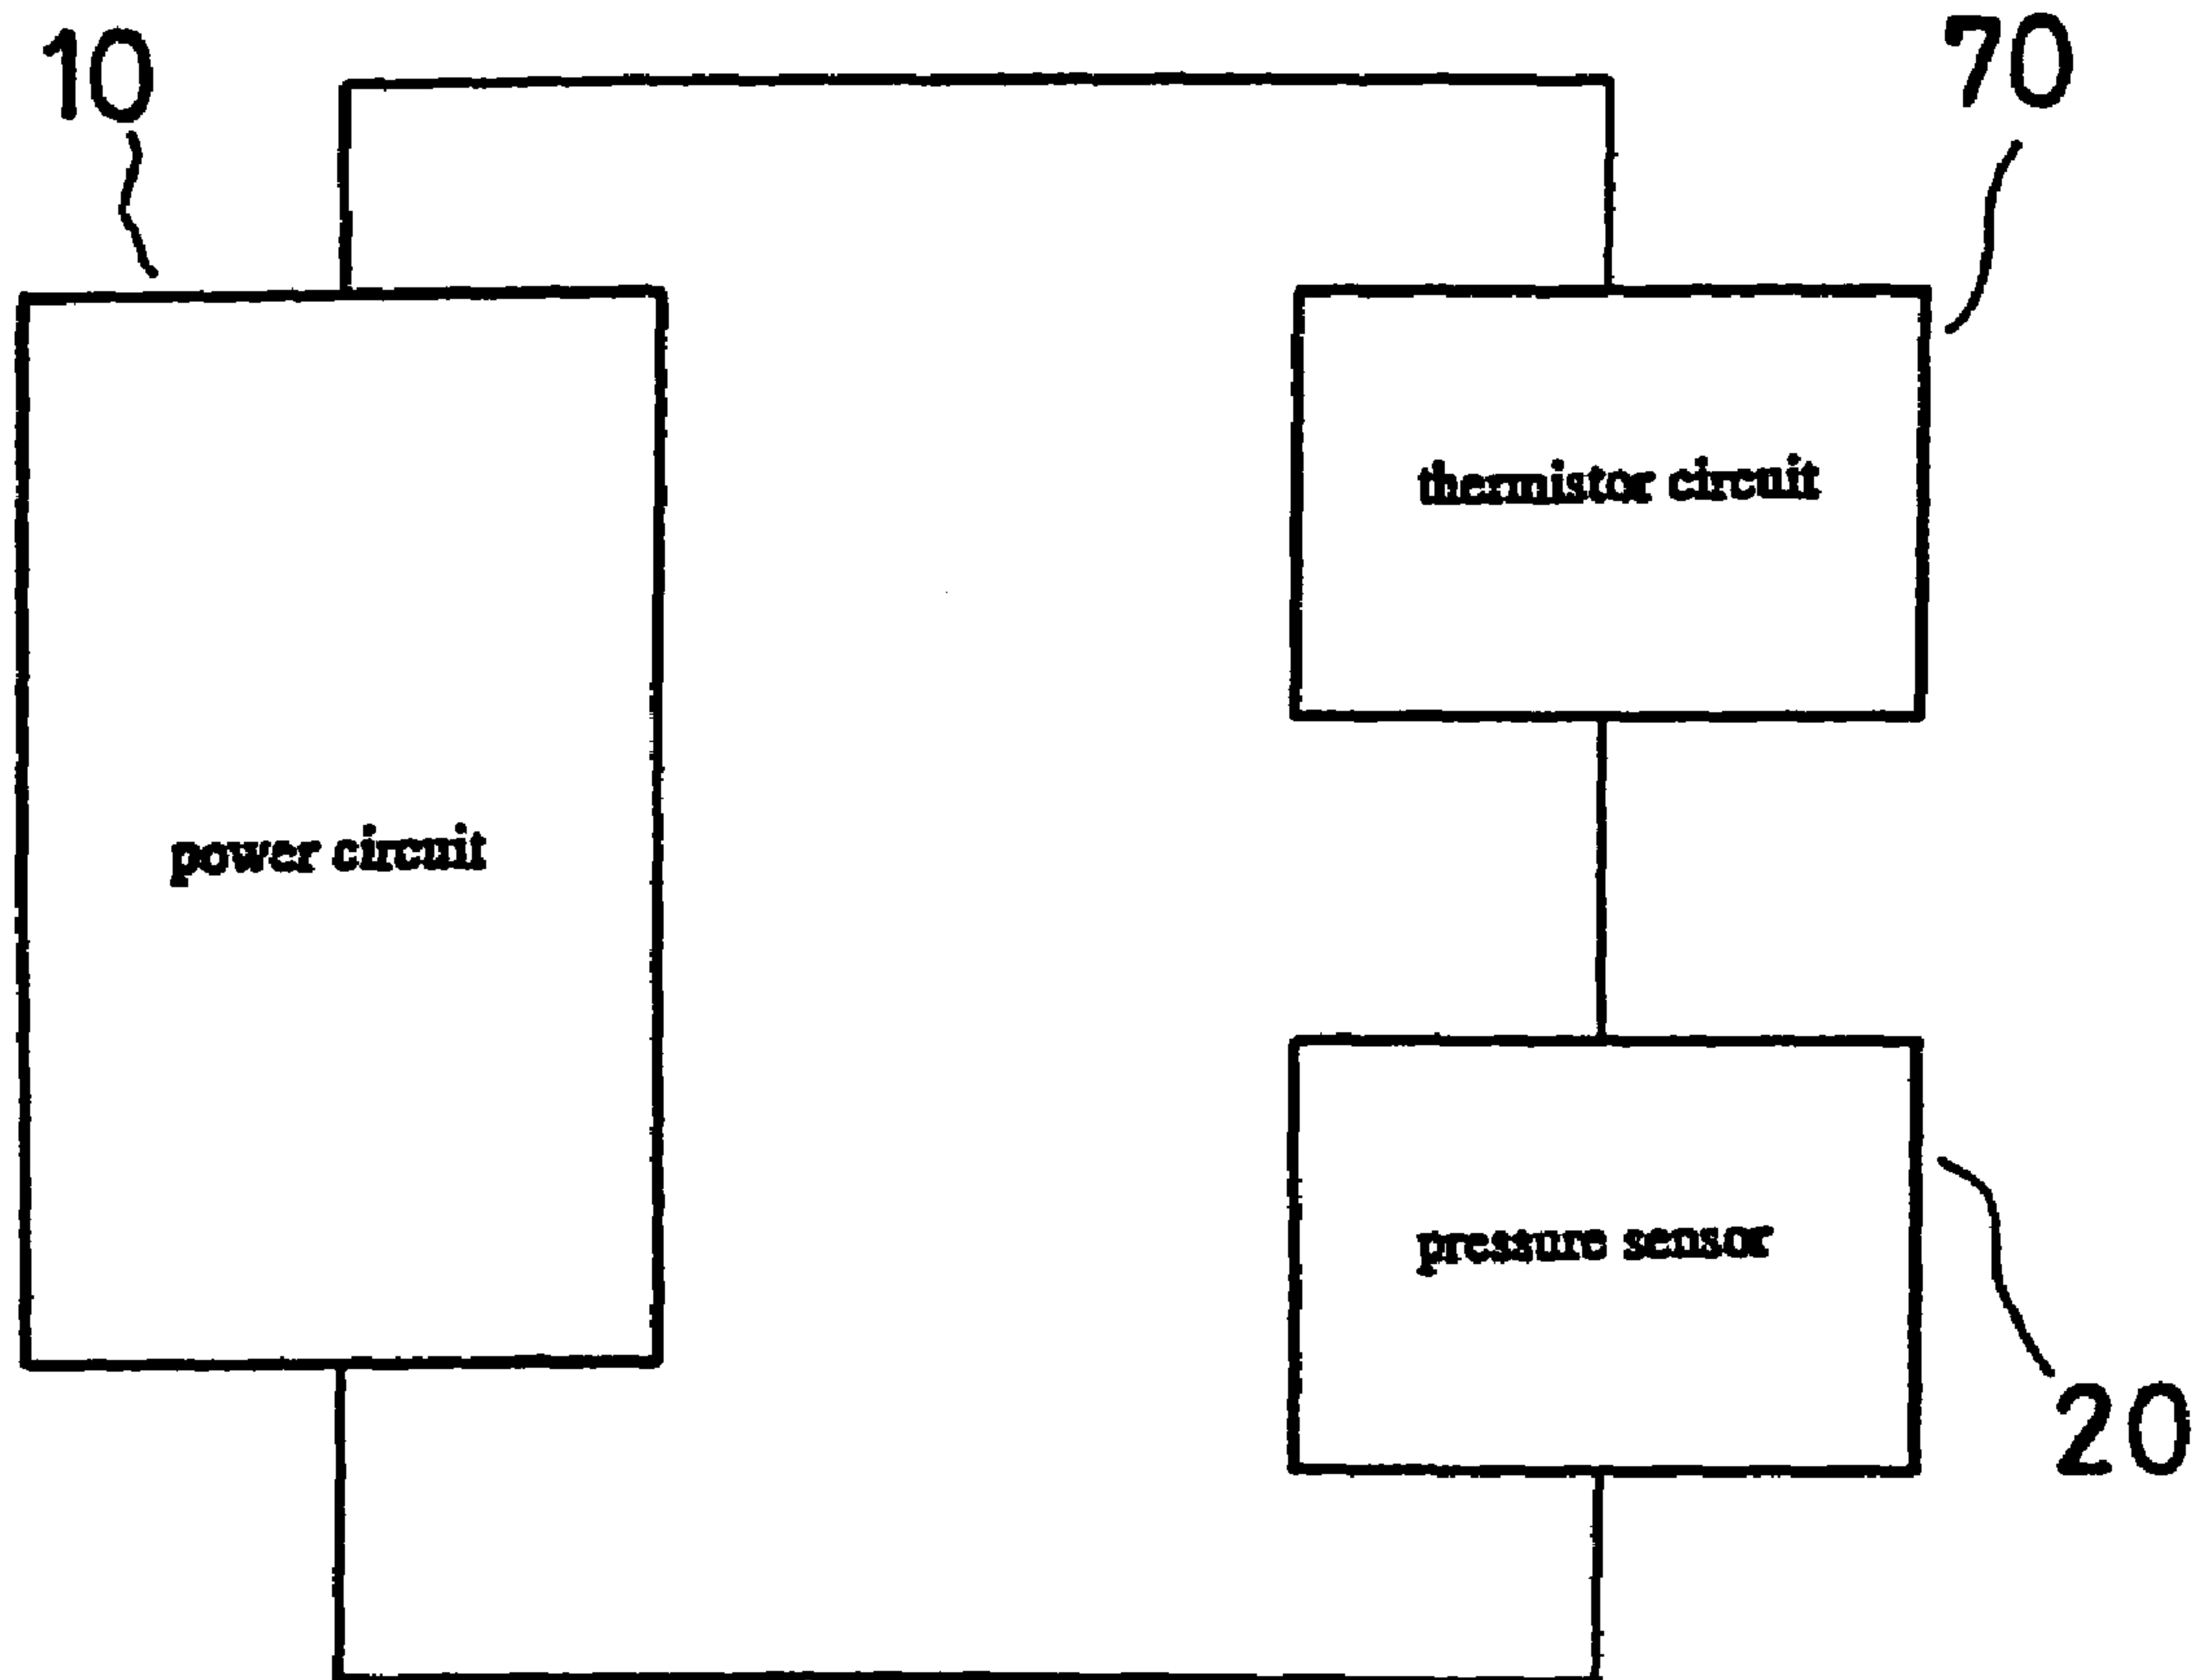 10
70
thermistor circuit
power circuit
pressure sensor
20